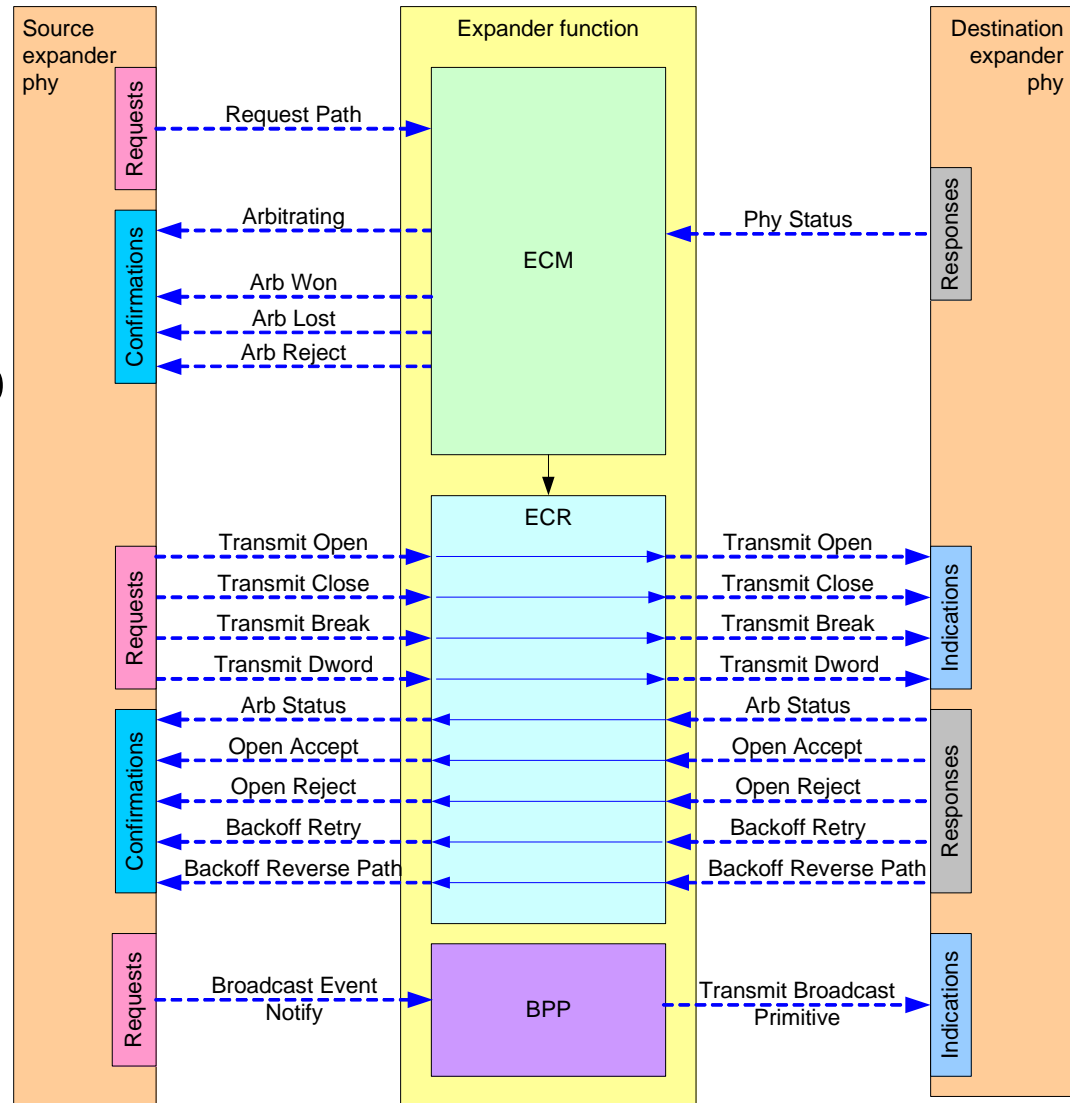 Source
expander
phy
Expander function
Destination
expander
phy
Requests
Request Path
Confirmations
Arbitrating
Arb Won
Arb Lost
Arb Reject
ECM
Phy Status
Responses
ECR
Requests
Transmit Open
Transmit Close
Transmit Break
Transmit Dword
Transmit Open
Transmit Close
Transmit Break
Transmit Dword
Indications
Confirmations
Arb Status
Open Accept
Open Reject
Backoff Retry
Backoff Reverse Path
Arb Status
Open Accept
Open Reject
Backoff Retry
Backoff Reverse Path
Responses
Requests
Broadcast Event
Notify
BPP
Transmit Broadcast
Primitive
Indications
)